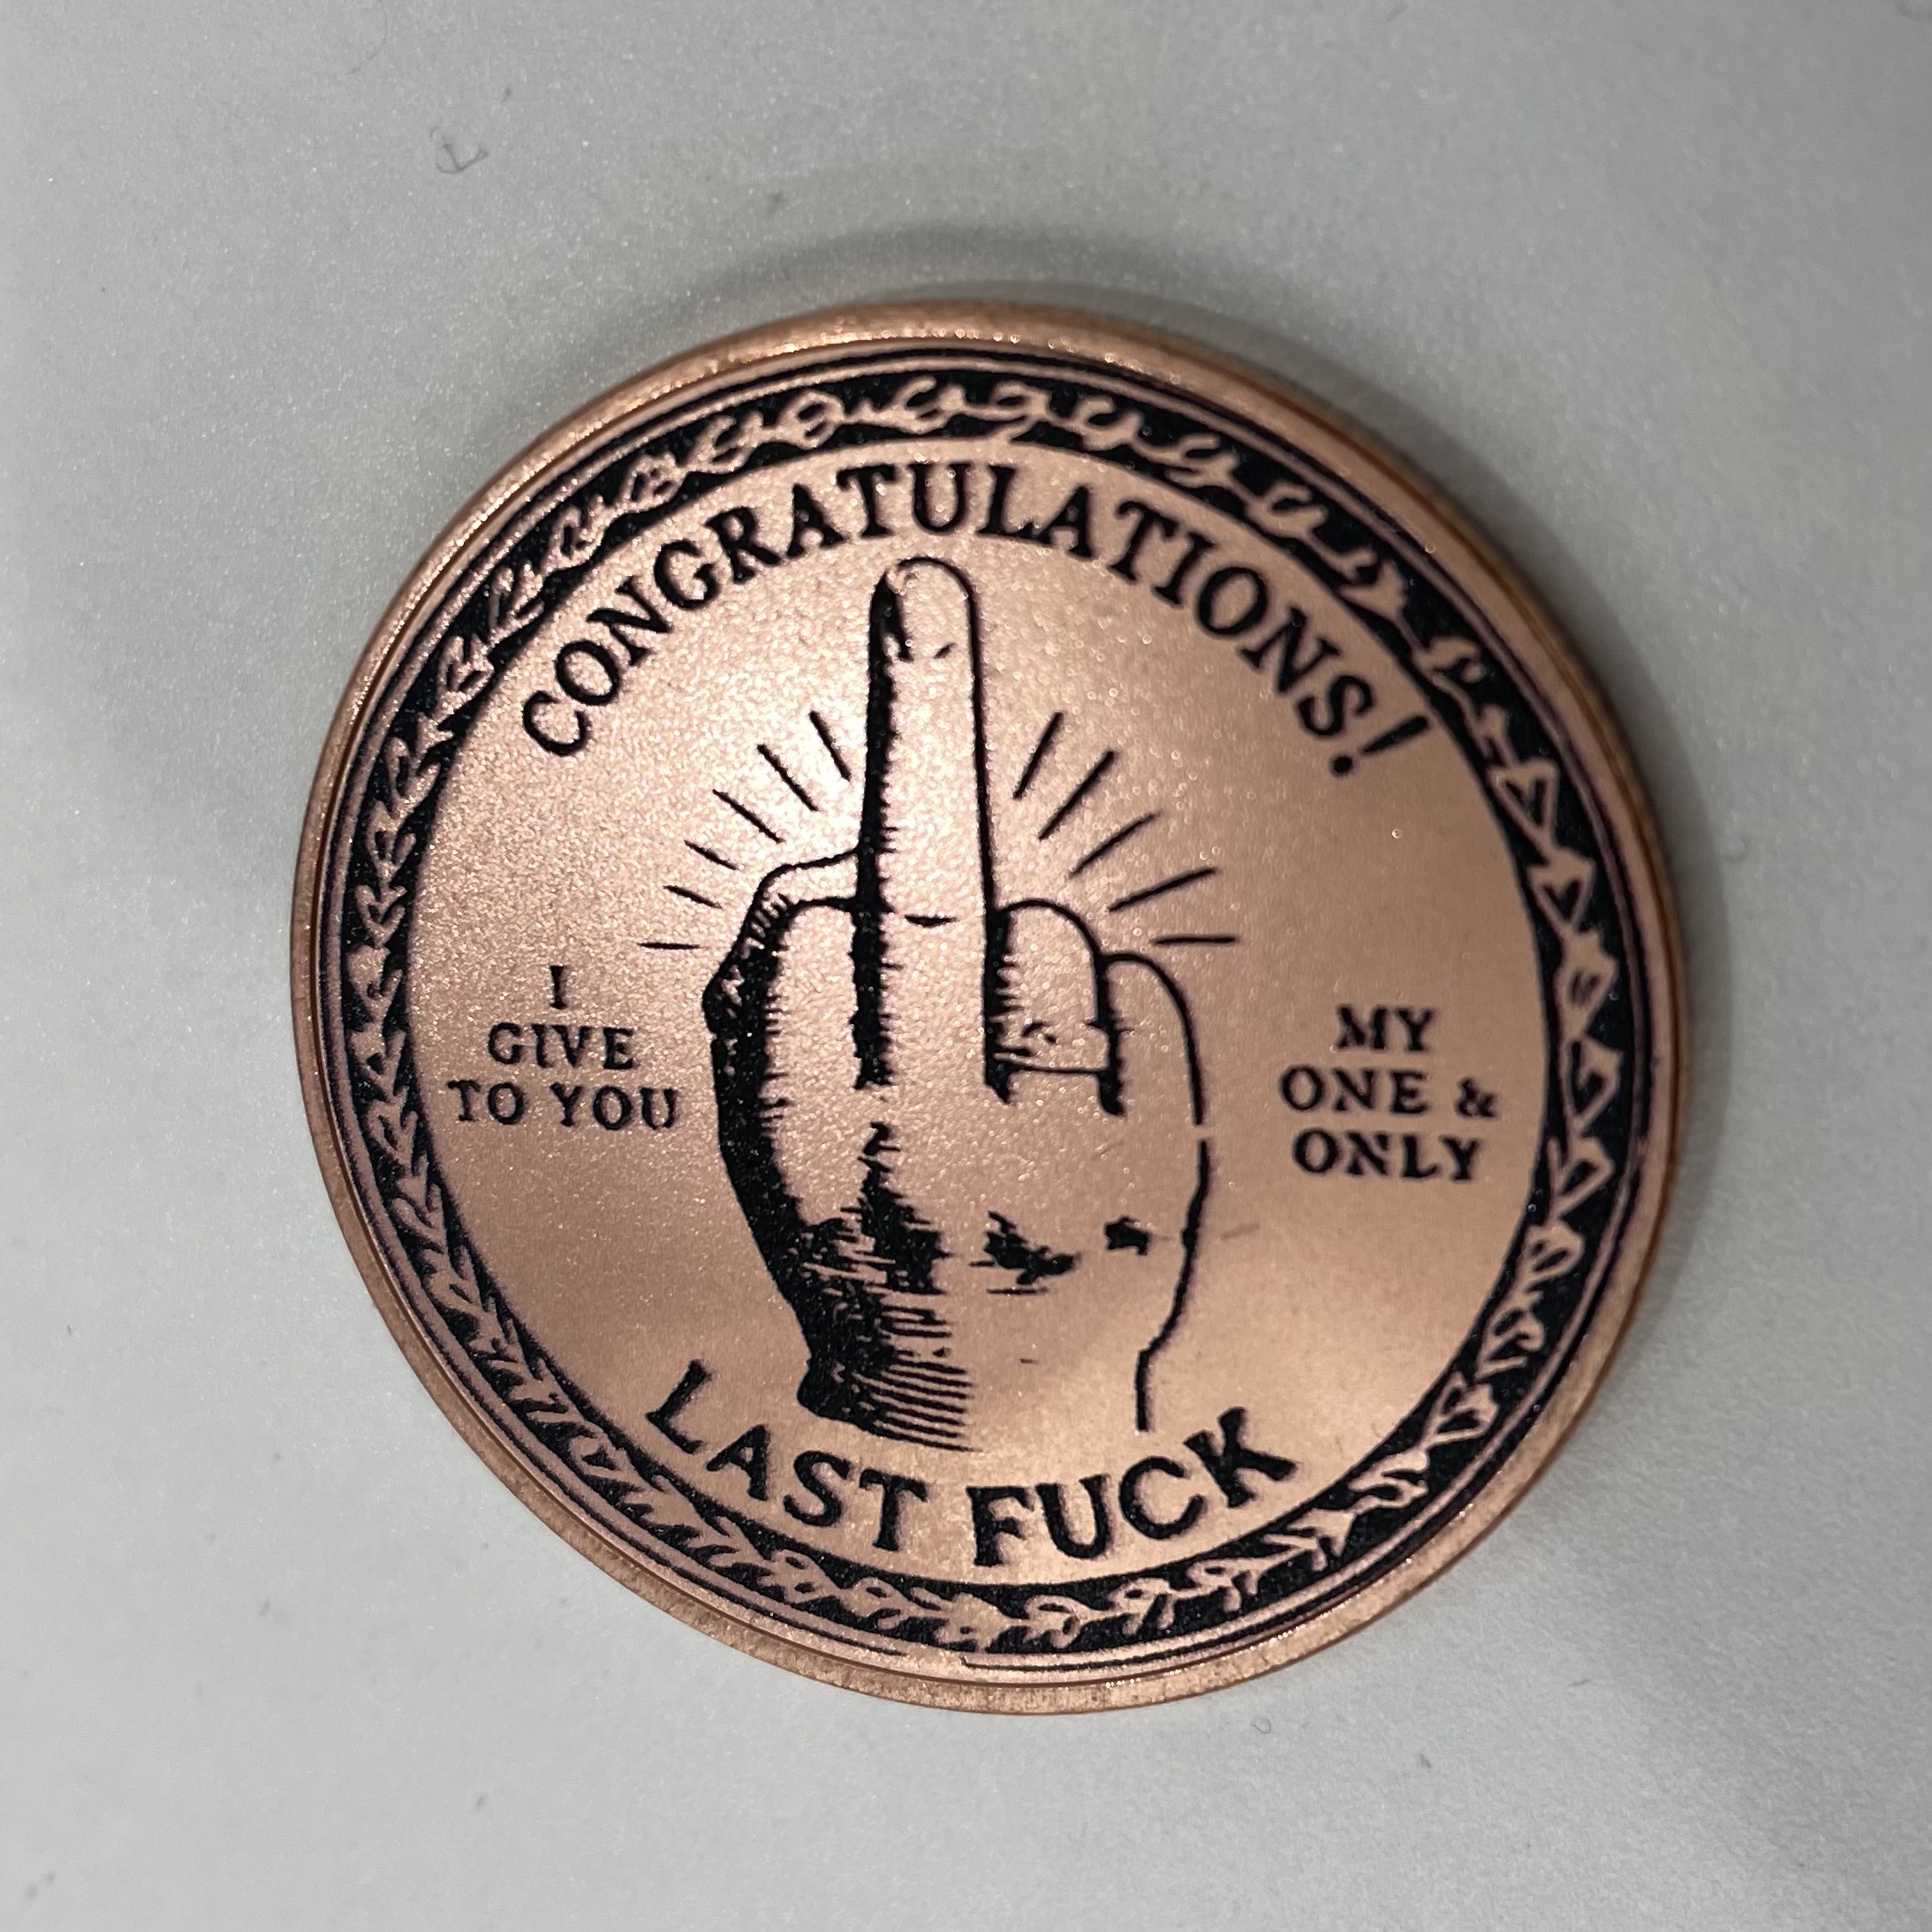 CONGRATULATIONS!
I
GIVE
TO YOU
MY
ONE &
ONLY
LAST FUCK